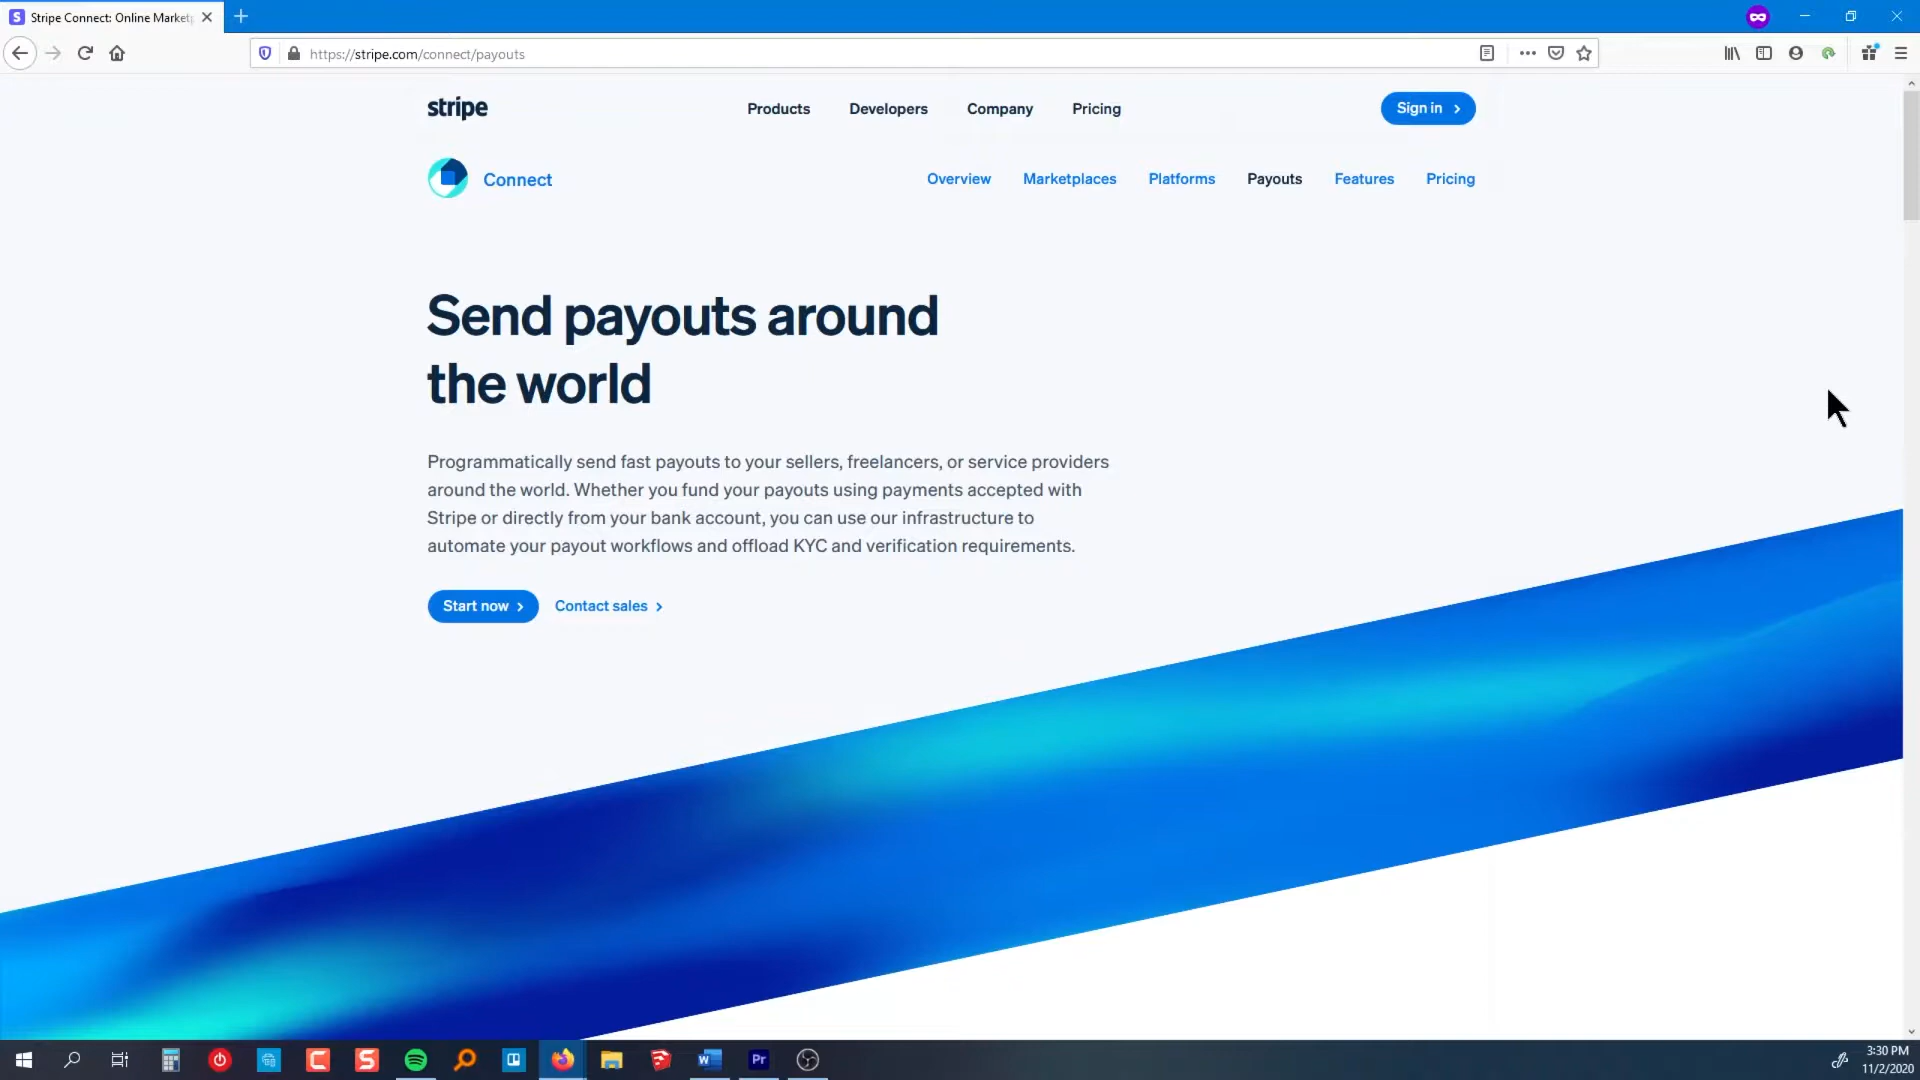 Stripe Connect: Online Market
https://stripe.com/connect/payouts
stripe
Products Developers Company Pricing
Sign in
Connect
Overview Marketplaces Platforms Payouts Features Pricing
Send payouts around
the world
Programmatically send fast payouts to your sellers, freelancers, or service providers
around the world. Whether you fund your payouts using payments accepted with
Stripe or directly from your bank account, you can use our infrastructure to
automate your payout workflows and offload KYC and verification requirements.
Start now Contact sales
3:30 PM
11/2/2020